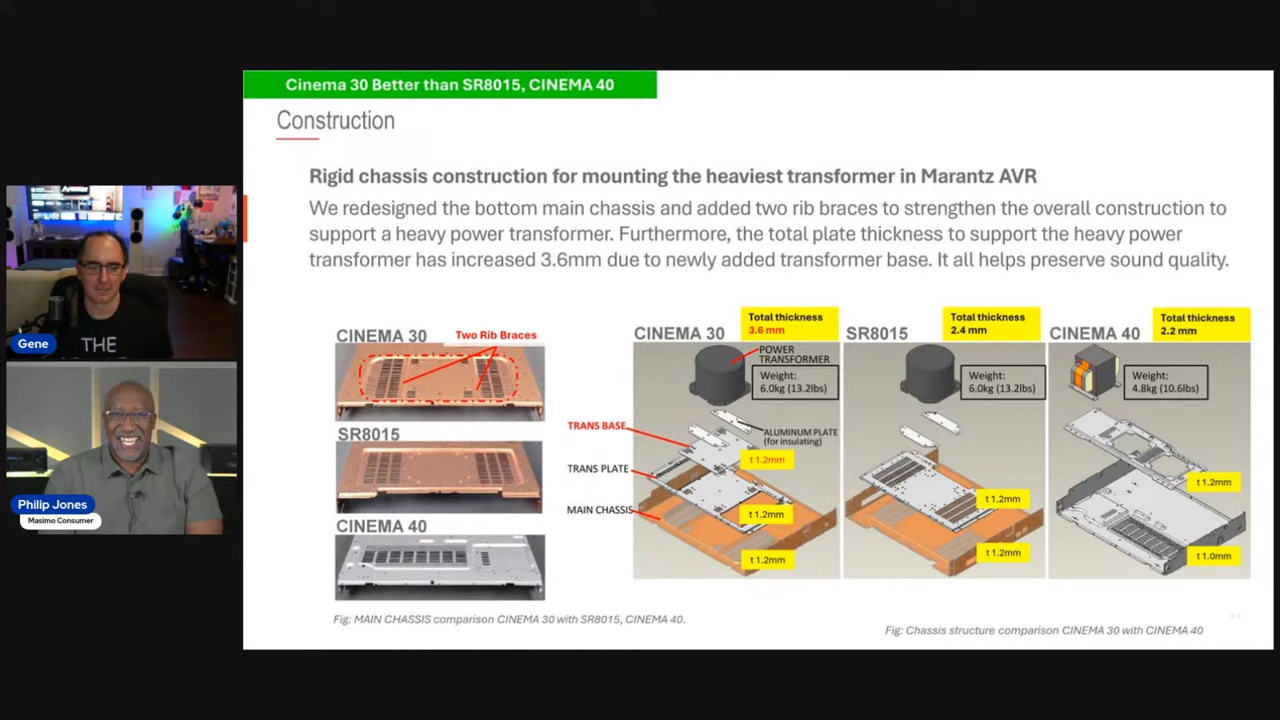 Cinema 30 Better than SR8015, CINEMA 40
Construction
Rigid chassis construction for mounting the heaviest transformer in Marantz AVR
We redesigned the bottom main chassis and added two rib braces to strengthen the overall construction to
support a heavy power transformer. Furthermore, the total plate thickness to support the heavy power
transformer has increased 3.6mm due to newly added transformer base. It all helps preserve sound quality.
CINEMA 30
Two Rib Braces
SR8015
CINEMA 40
Fig: MAIN CHASSIS comparison CINEMA 30 with SR8015, CINEMA 40.
CINEMA 30
Total thickness
3.6 mm
POWER
TRANSFORMER
Weight:
6.0kg (13.2lbs)
TRANS BASE
ALUMINUM PLATE
(for insulating)
t 1.2mm
TRANS PLATE
t 1.2mm
MAIN CHASSIS
t 1.2mm
SR8015
Total thickness
2.4 mm
Weight:
6.0kg (13.2lbs)
t 1.2mm
t 1.2mm
CINEMA 40
Total thickness
2.2 mm
Weight:
4.8kg (10.6lbs)
t 1.2mm
t 1.0mm
Fig: Chassis structure comparison CINEMA 30 with CINEMA 40
THE
Gene
Philip Jones
Masimo Consumer